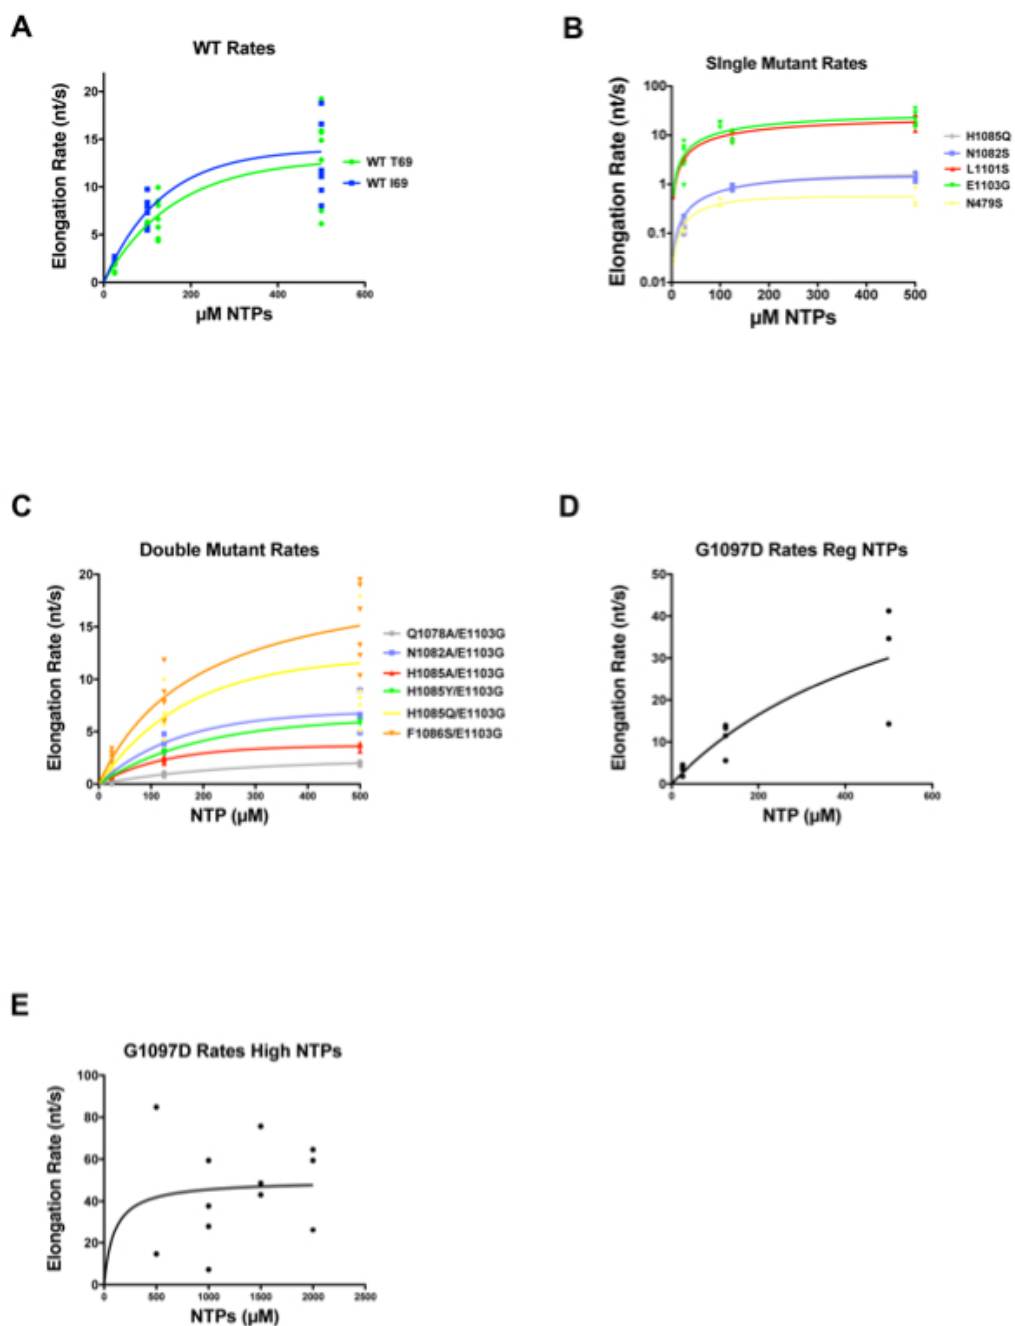 A
WT Rates
Elongation Rate (nt/s)
20
15
10
5
0
0 200 400 600
µM NTPs
WT T69
WT I69
B
SIngle Mutant Rates
Elongation Rate (nt/s)
100
10
1
0.1
0.01
0 100 200 300 400 500
µM NTPs
H1085Q
N1082S
L1101S
E1103G
N479S
C
Double Mutant Rates
Elongation Rate (nt/s)
20
15
10
5
0
0 100 200 300 400 500
NTP (µM)
Q1078A/E1103G
N1082A/E1103G
H1085A/E1103G
H1085Y/E1103G
H1085Q/E1103G
F1086S/E1103G
D
G1097D Rates Reg NTPs
Elongation Rate (nt/s)
50
40
30
20
10
0
0 200 400 600
NTP (µM)
E
G1097D Rates High NTPs
Elongation Rate (nt/s)
100
80
60
40
20
0
0 500 1000 1500 2000 2500
NTPs (µM)